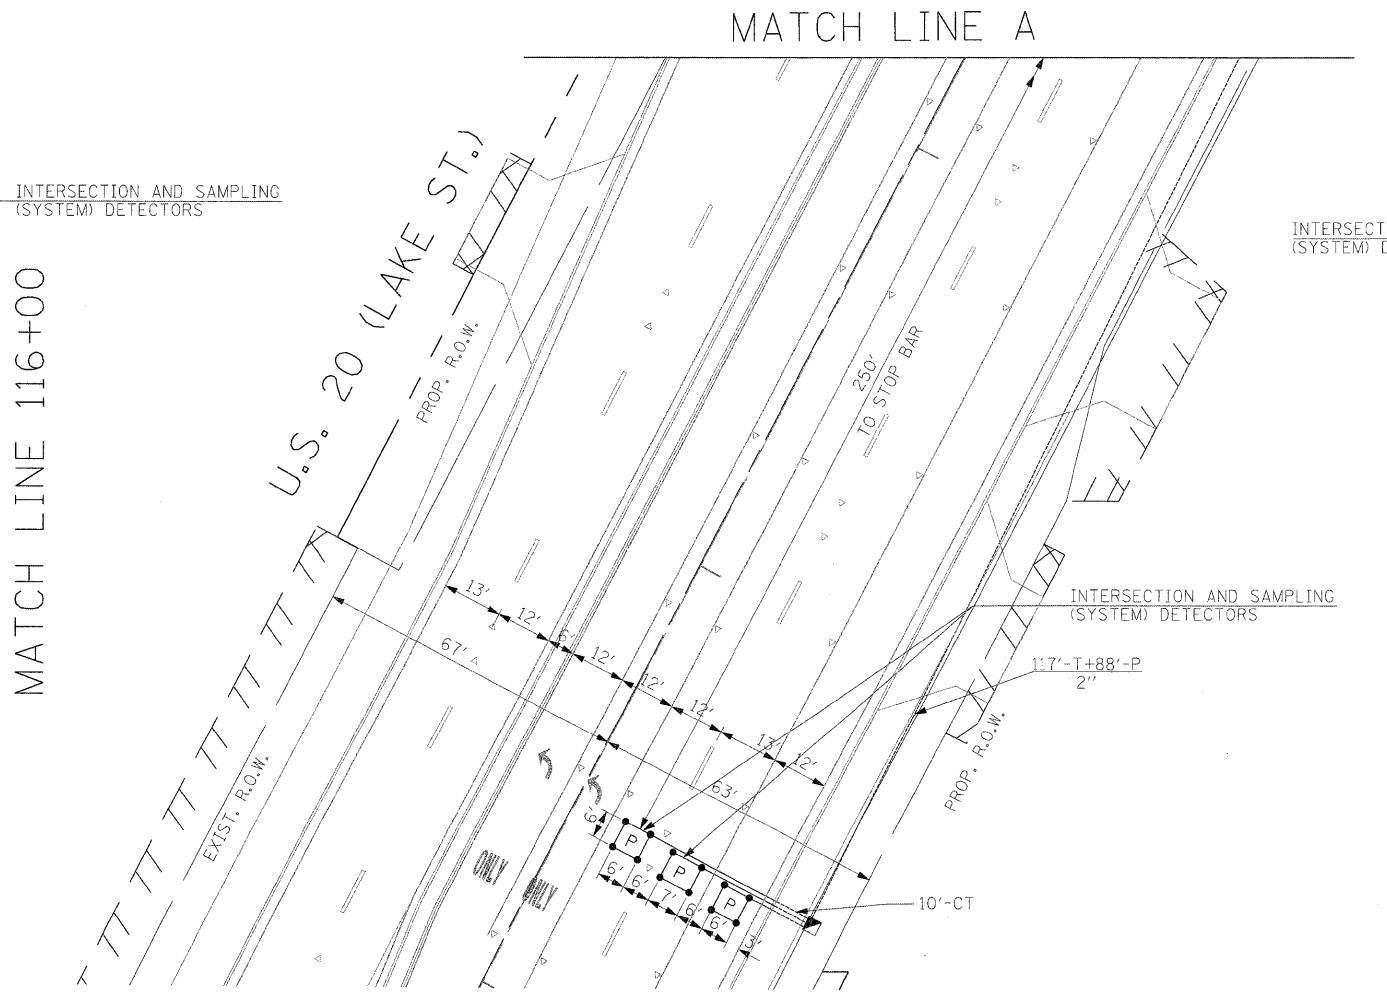 MATCH LINE A
INTERSECTION AND SAMPLING
(SYSTEM) DETECTORS
MATCH LINE 116+00
U.S. 20 (LAKE ST.)
PROP. R.O.W.
250'
TO STOP BAR
INTERSECT
(SYSTEM) D
INTERSECTION AND SAMPLING
(SYSTEM) DETECTORS
117'-T+88'-P
2"
13'
12'
6'
12'
12'
12'
13'
12'
67'
63'
EXIST. R.O.W.
PROP. R.O.W.
ONLY
ONLY
6'
P
P
P
6'
6'
7'
6'
6'
3'
10'-CT